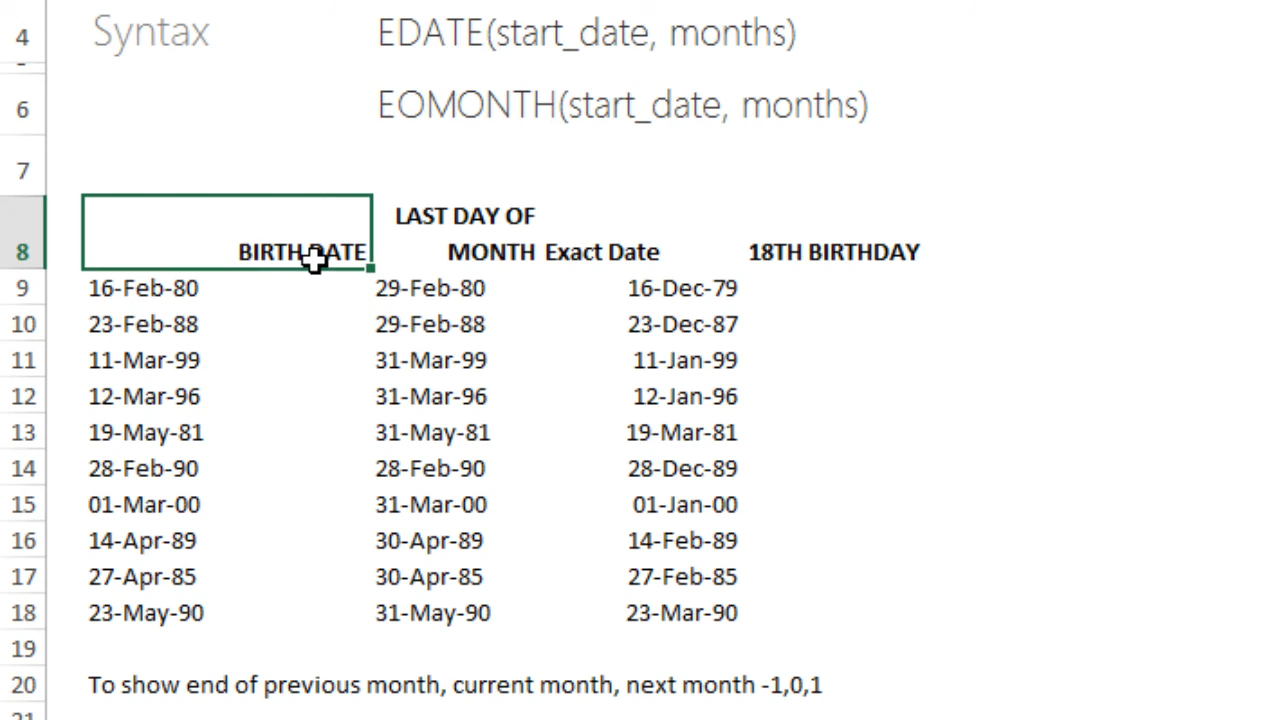 4 Syntax EDATE(start_date, months)
6 EOMONTH(start_date, months)
7
LAST DAY OF
8 BIRTH DATE MONTH Exact Date 18TH BIRTHDAY
9 16-Feb-80 29-Feb-80 16-Dec-79
10 23-Feb-88 29-Feb-88 23-Dec-87
11 11-Mar-99 31-Mar-99 11-Jan-99
12 12-Mar-96 31-Mar-96 12-Jan-96
13 19-May-81 31-May-81 19-Mar-81
14 28-Feb-90 28-Feb-90 28-Dec-89
15 01-Mar-00 31-Mar-00 01-Jan-00
16 14-Apr-89 30-Apr-89 14-Feb-89
17 27-Apr-85 30-Apr-85 27-Feb-85
18 23-May-90 31-May-90 23-Mar-90
19
20 To show end of previous month, current month, next month -1,0,1